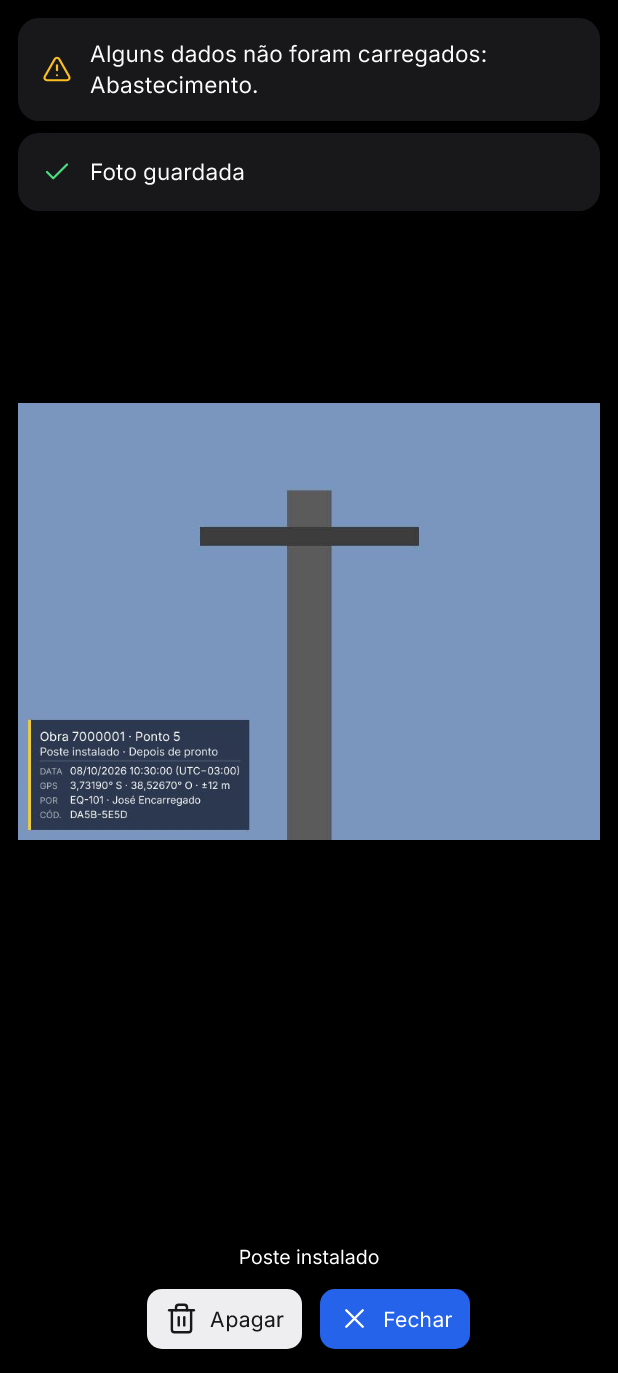 Alguns dados não foram carregados:
Abastecimento.
Foto guardada
Obra 7000001 · Ponto 5
Poste instalado · Depois de pronto
DATA 08/10/2026 10:30:00 (UTC−03:00)
GPS 3,73190° S · 38,52670° O · ±12 m
POR EQ-101 · José Encarregado
CÓD. DA5B-5E5D
Poste instalado
Apagar
Fechar